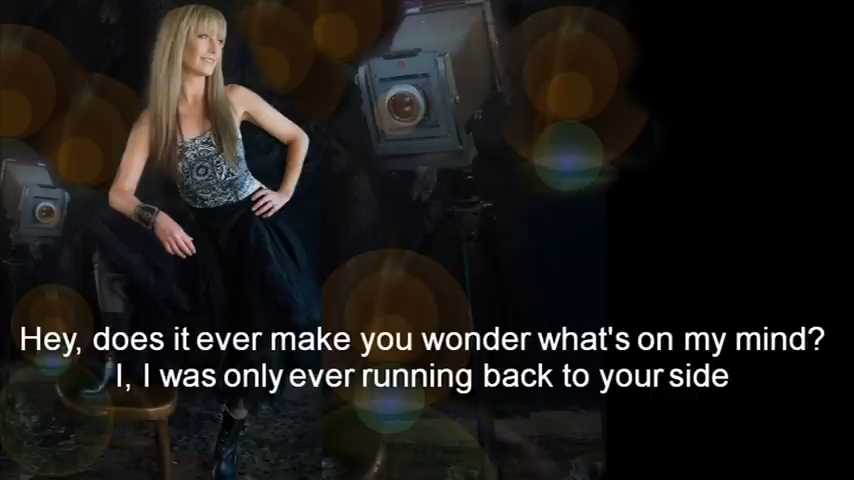 Hey, does it ever make you wonder what's on my mind?
I, I was only ever running back to your side